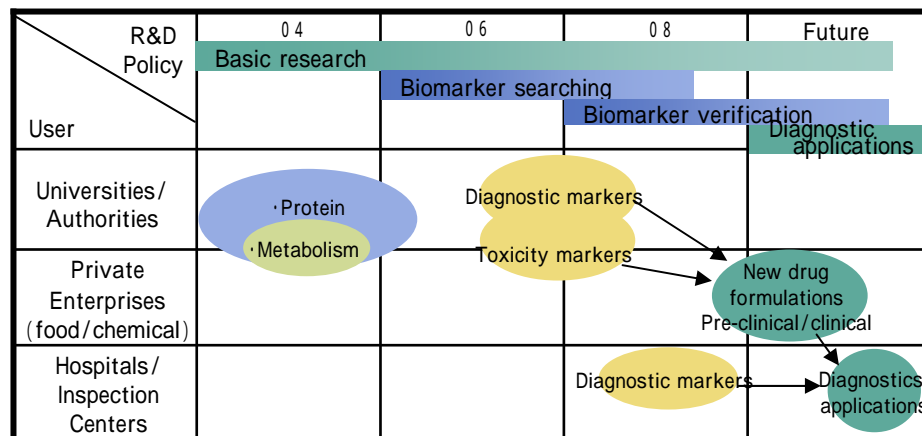 R&D
Policy
User
04
06
08
Future
Basic research
Biomarker searching
Biomarker verification
Diagnostic
applications
Universities/
Authorities
・Protein
・Metabolism
Diagnostic markers
Toxicity markers
Private
Enterprises
(food/chemical)
New drug
formulations
Pre-clinical/clinical
Hospitals/
Inspection
Centers
Diagnostic markers
Diagnostics
applications